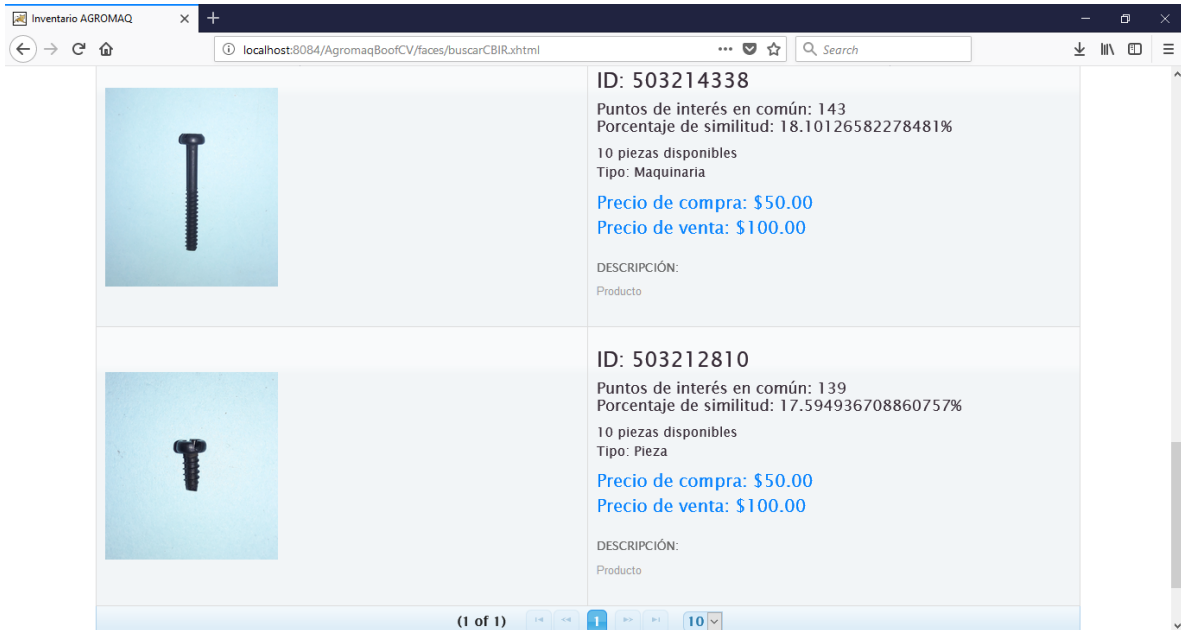 Inventario AGROMAQ
localhost:8084/AgromaqBoofCV/faces/buscarCBIR.xhtml
Search
ID: 503214338
Puntos de interés en común: 143
Porcentaje de similitud: 18.10126582278481%
10 piezas disponibles
Tipo: Maquinaria
Precio de compra: $50.00
Precio de venta: $100.00
DESCRIPCIÓN:
Producto
ID: 503212810
Puntos de interés en común: 139
Porcentaje de similitud: 17.594936708860757%
10 piezas disponibles
Tipo: Pieza
Precio de compra: $50.00
Precio de venta: $100.00
DESCRIPCIÓN:
Producto
(1 of 1) 1 10